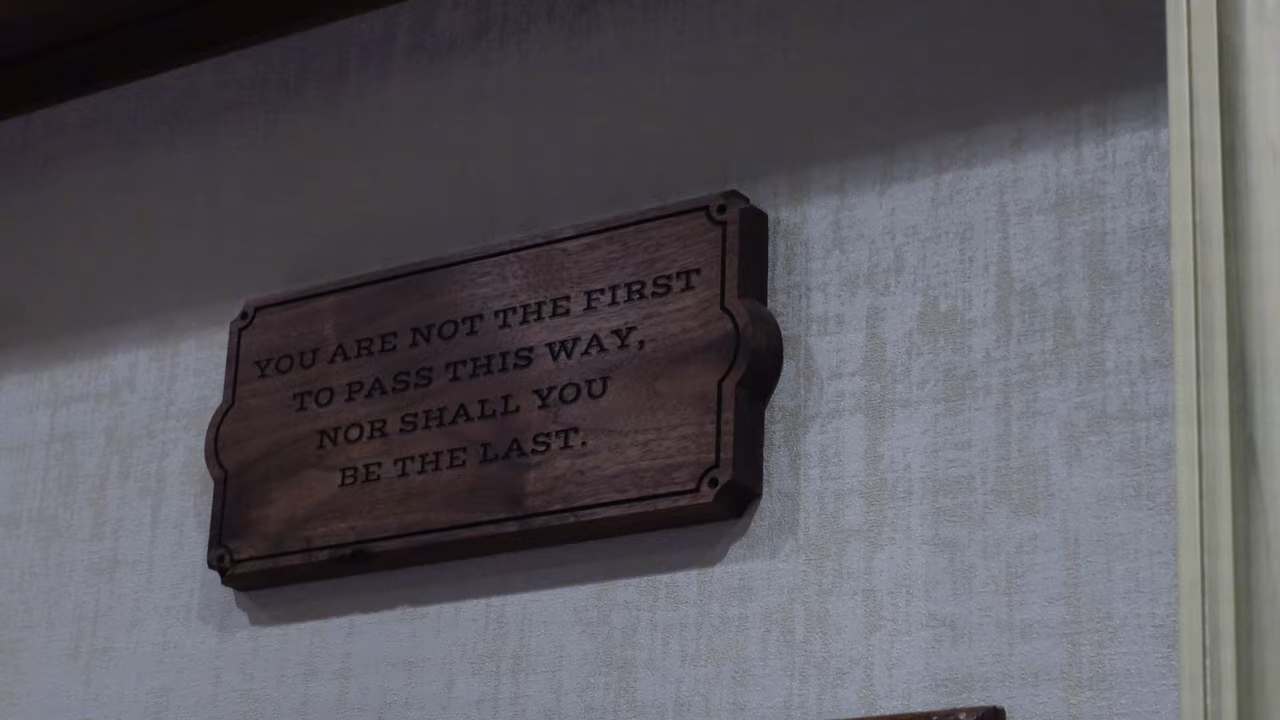 YOU ARE NOT THE FIRST
TO PASS THIS WAY,
NOR SHALL YOU
BE THE LAST.